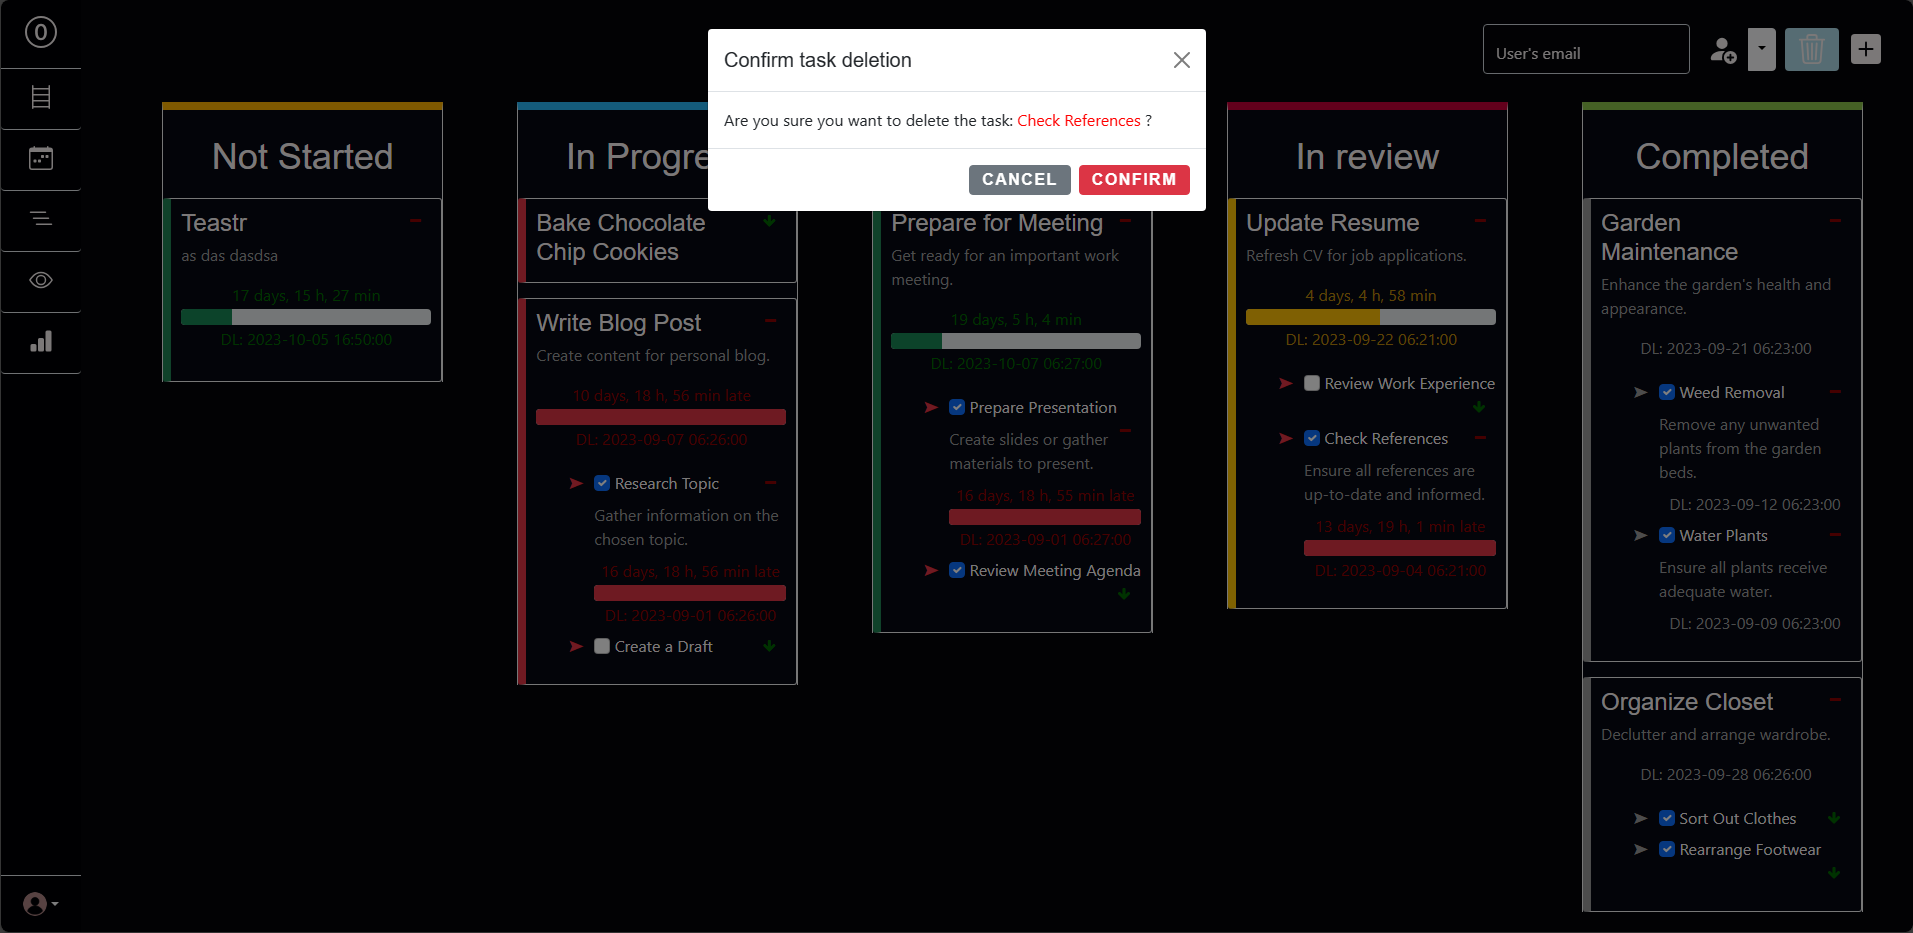 0
User's email
Confirm task deletion
Are you sure you want to delete the task: Check References ?
CANCEL
CONFIRM
Not Started
Teastr
as das dasdsa
17 days, 15 h, 27 min
DL: 2023-10-05 16:50:00
In Progre
Bake Chocolate
Chip Cookies
Write Blog Post
Create content for personal blog.
10 days, 18 h, 56 min late
DL: 2023-09-07 06:26:00
Research Topic
Gather information on the
chosen topic.
16 days, 18 h, 56 min late
DL: 2023-09-01 06:26:00
Create a Draft
Prepare for Meeting
Get ready for an important work
meeting.
19 days, 5 h, 4 min
DL: 2023-10-07 06:27:00
Prepare Presentation
Create slides or gather
materials to present.
16 days, 18 h, 55 min late
DL: 2023-09-01 06:27:00
Review Meeting Agenda
In review
Update Resume
Refresh CV for job applications.
4 days, 4 h, 58 min
DL: 2023-09-22 06:21:00
Review Work Experience
Check References
Ensure all references are
up-to-date and informed.
13 days, 19 h, 1 min late
DL: 2023-09-04 06:21:00
Completed
Garden
Maintenance
Enhance the garden's health and
appearance.
DL: 2023-09-21 06:23:00
Weed Removal
Remove any unwanted
plants from the garden
beds.
DL: 2023-09-12 06:23:00
Water Plants
Ensure all plants receive
adequate water.
DL: 2023-09-09 06:23:00
Organize Closet
Declutter and arrange wardrobe.
DL: 2023-09-28 06:26:00
Sort Out Clothes
Rearrange Footwear